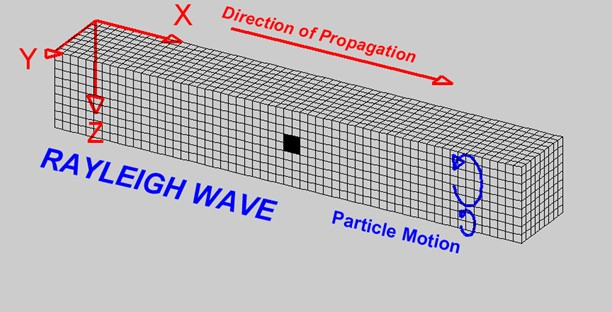 X
Direction of Propagation
Y
Z
RAYLEIGH WAVE
Particle Motion